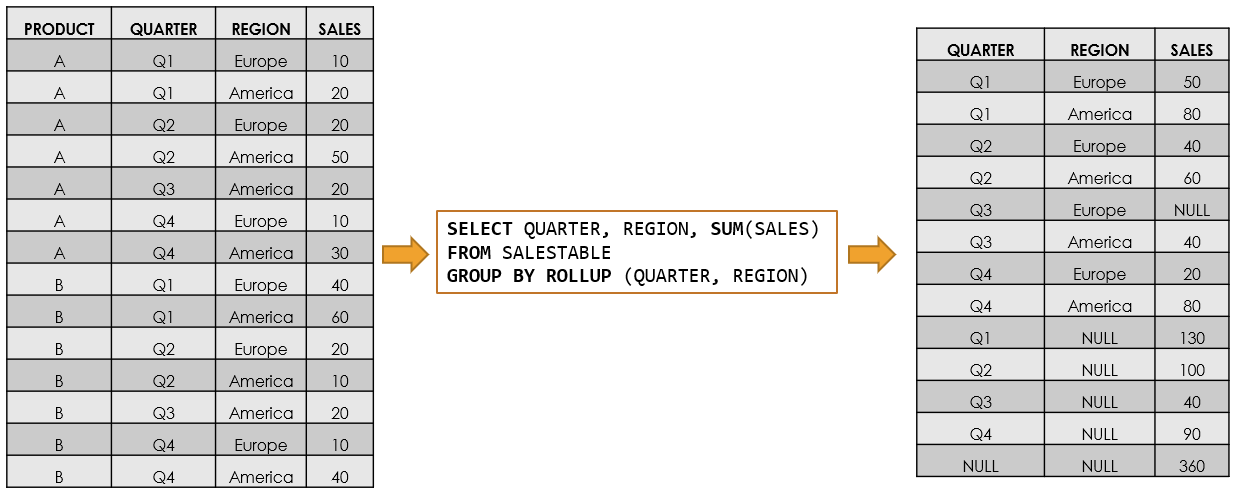 PRODUCT QUARTER REGION SALES
A Q1 Europe 10
A Q1 America 20
A Q2 Europe 20
A Q2 America 50
A Q3 America 20
A Q4 Europe 10
A Q4 America 30
B Q1 Europe 40
B Q1 America 60
B Q2 Europe 20
B Q2 America 10
B Q3 America 20
B Q4 Europe 10
B Q4 America 40
SELECT QUARTER, REGION, SUM(SALES)
FROM SALESTABLE
GROUP BY ROLLUP (QUARTER, REGION)
QUARTER REGION SALES
Q1 Europe 50
Q1 America 80
Q2 Europe 40
Q2 America 60
Q3 Europe NULL
Q3 America 40
Q4 Europe 20
Q4 America 80
Q1 NULL 130
Q2 NULL 100
Q3 NULL 40
Q4 NULL 90
NULL NULL 360